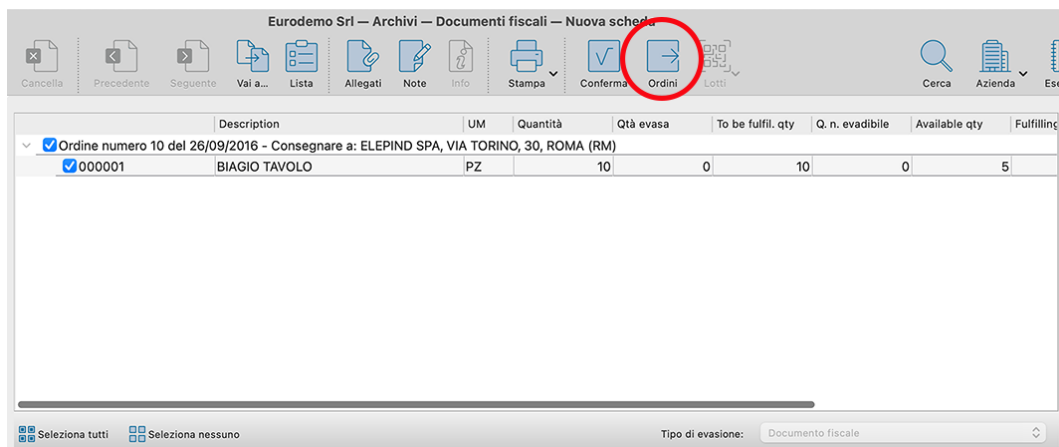 Eurodemo Srl — Archivi — Documenti fiscali — Nuova scheda
Cancella Precedente Seguente Vai a... Lista Allegati Note Info Stampa Conferma Ordini Lotti Cerca Azienda
Description UM Quantità Qtà evasa To be fulfil. qty Q. n. evadibile Available qty Fulfilling
Ordine numero 10 del 26/09/2016 - Consegnare a: ELEPIND SPA, VIA TORINO, 30, ROMA (RM)
000001 BIAGIO TAVOLO PZ 10 0 10 0 5
Seleziona tutti Seleziona nessuno Tipo di evasione: Documento fiscale